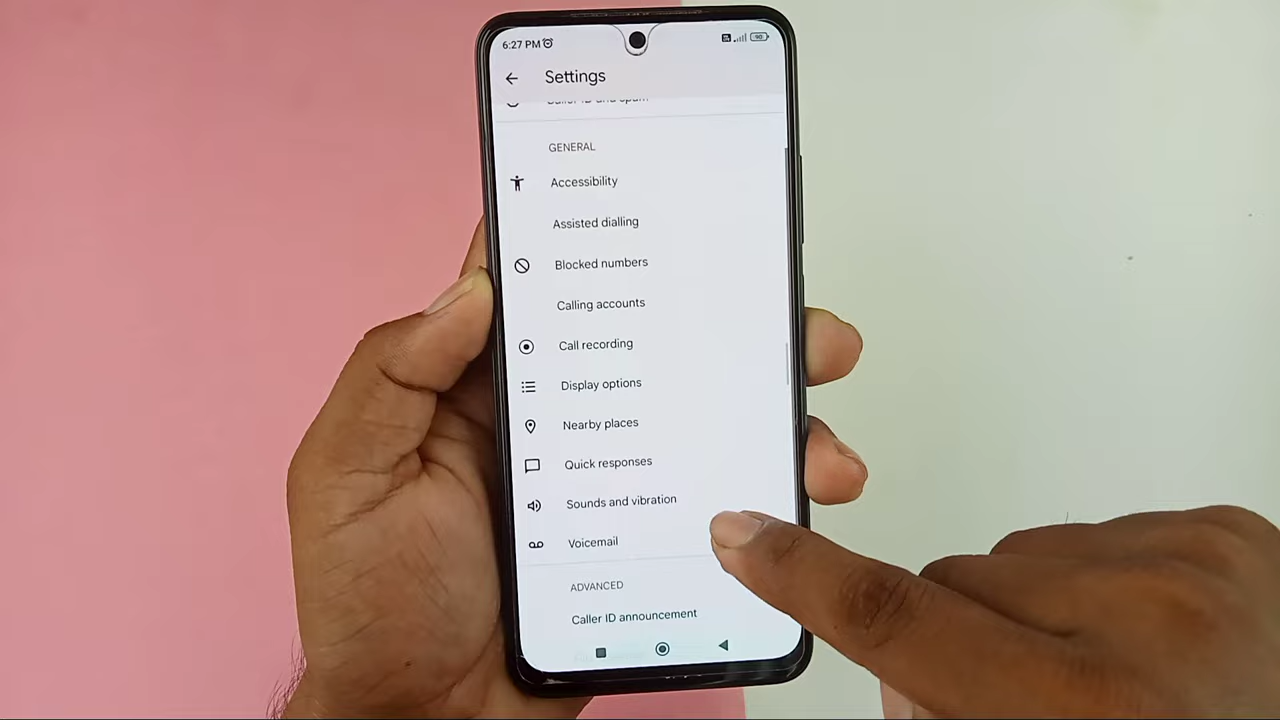 6:27 PM
Settings
Caller ID and spam
GENERAL
Accessibility
Assisted dialling
Blocked numbers
Calling accounts
Call recording
Display options
Nearby places
Quick responses
Sounds and vibration
Voicemail
ADVANCED
Caller ID announcement